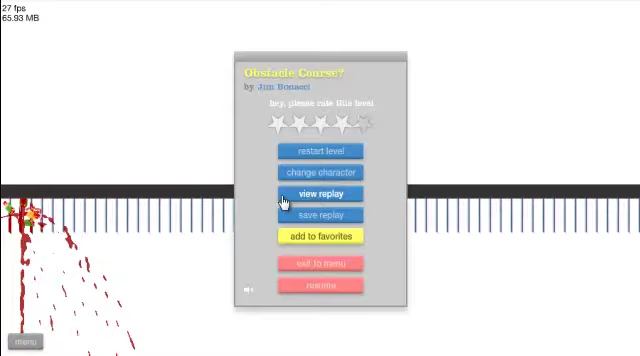 27 fps
65.93 MB
Obstacle Course?
by Jim Bonacci
hey, please rate this level
restart level
change character
view replay
save replay
add to favorites
exit to menu
resume
menu